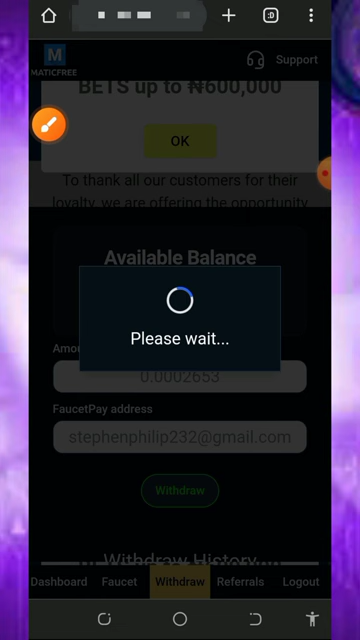 :D
M
MATICFREE
Support
BETS up to ₦600,000
OK
To thank all our customers for their
loyalty, we are offering the opportunity
Available Balance
Please wait...
Amou
0.0002653
FaucetPay address
stephenphilip232@gmail.com
Withdraw
Withdraw History
Dashboard Faucet Withdraw Referrals Logout